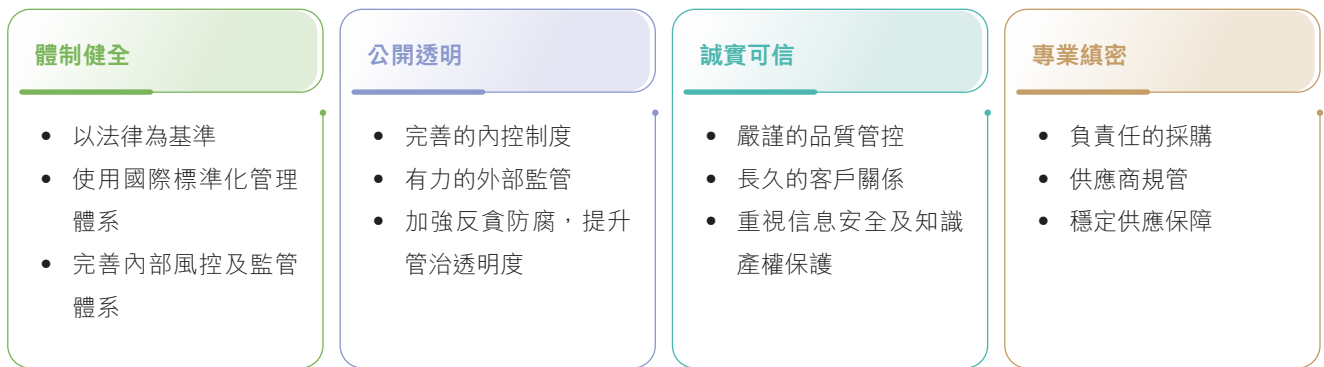 體制健全
• 以法律為基準
• 使用國際標準化管理
體系
• 完善內部風控及監管
體系
公開透明
• 完善的內控制度
• 有力的外部監管
• 加強反貪防腐，提升
管治透明度
誠實可信
• 嚴謹的品質管控
• 長久的客戶關係
• 重視信息安全及知識
產權保護
專業縝密
• 負責任的採購
• 供應商規管
• 穩定供應保障